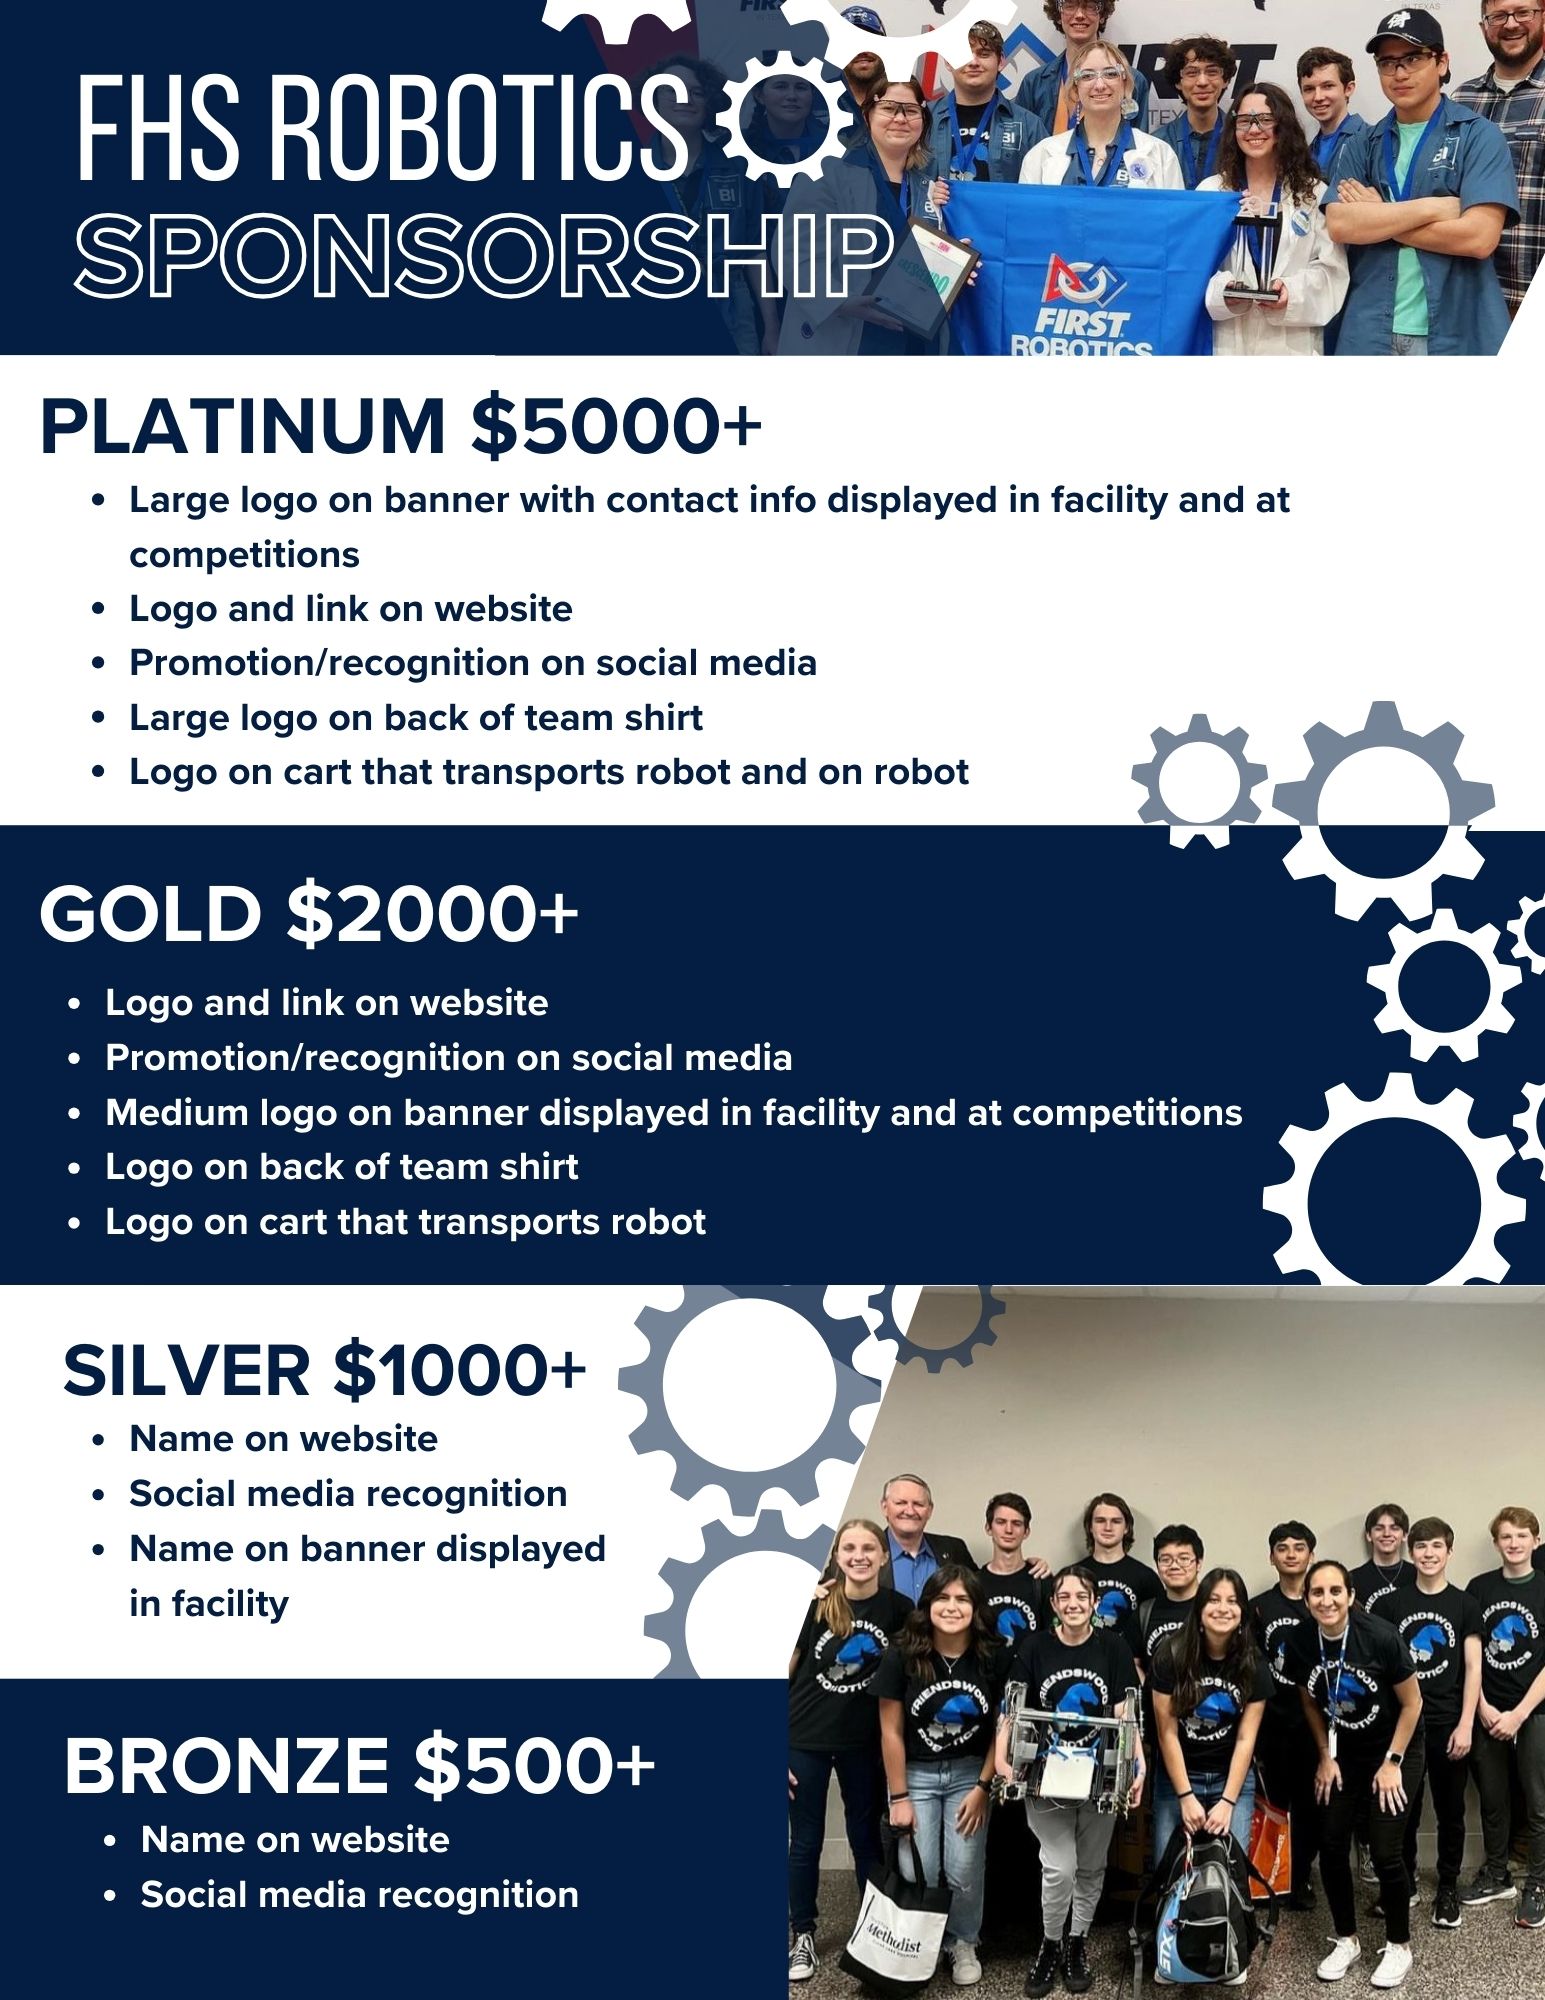 FHS ROBOTICS
SPONSORSHIP
FIRST
IN TEXAS
FIRST
ROBOTICS
PLATINUM $5000+
• Large logo on banner with contact info displayed in facility and at
competitions
• Logo and link on website
• Promotion/recognition on social media
• Large logo on back of team shirt
• Logo on cart that transports robot and on robot
GOLD $2000+
• Logo and link on website
• Promotion/recognition on social media
• Medium logo on banner displayed in facility and at competitions
• Logo on back of team shirt
• Logo on cart that transports robot
SILVER $1000+
• Name on website
• Social media recognition
• Name on banner displayed
in facility
BRONZE $500+
• Name on website
• Social media recognition
FRIENDSWOOD
ROBOTICS
Methodist